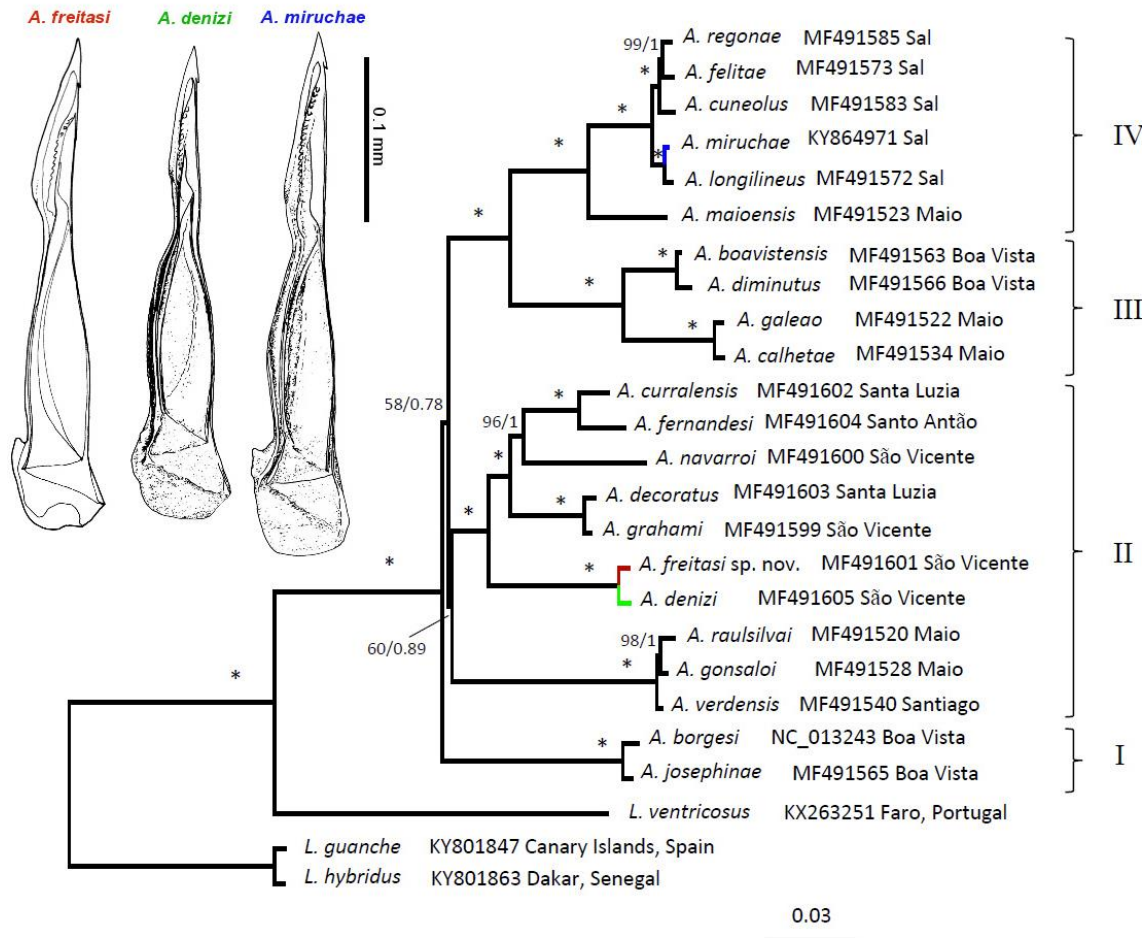 A. freitasi A. denizi A. miruchae
0.1 mm
99/1
*
A. regonae MF491585 Sal
A. felitae MF491573 Sal
*
*
A. cuneolus MF491583 Sal
*
A. miruchae KY864971 Sal
*
A. longilineus MF491572 Sal
*
A. maioensis MF491523 Maio
IV
*
A. boavistensis MF491563 Boa Vista
*
A. diminutus MF491566 Boa Vista
*
A. galeao MF491522 Maio
A. calhetae MF491534 Maio
III
58/0.78
*
A. curralensis MF491602 Santa Luzia
96/1
A. fernandesi MF491604 Santo Antão
*
A. navarroi MF491600 São Vicente
*
A. decoratus MF491603 Santa Luzia
*
A. grahami MF491599 São Vicente
*
A. freitasi sp. nov. MF491601 São Vicente
*
A. denizi MF491605 São Vicente
60/0.89
98/1
A. raulsilvai MF491520 Maio
*
A. gonsaloi MF491528 Maio
A. verdensis MF491540 Santiago
II
*
*
A. borgesi NC_013243 Boa Vista
A. josephinae MF491565 Boa Vista
I
L. ventricosus KX263251 Faro, Portugal
L. guanche KY801847 Canary Islands, Spain
L. hybridus KY801863 Dakar, Senegal
0.03